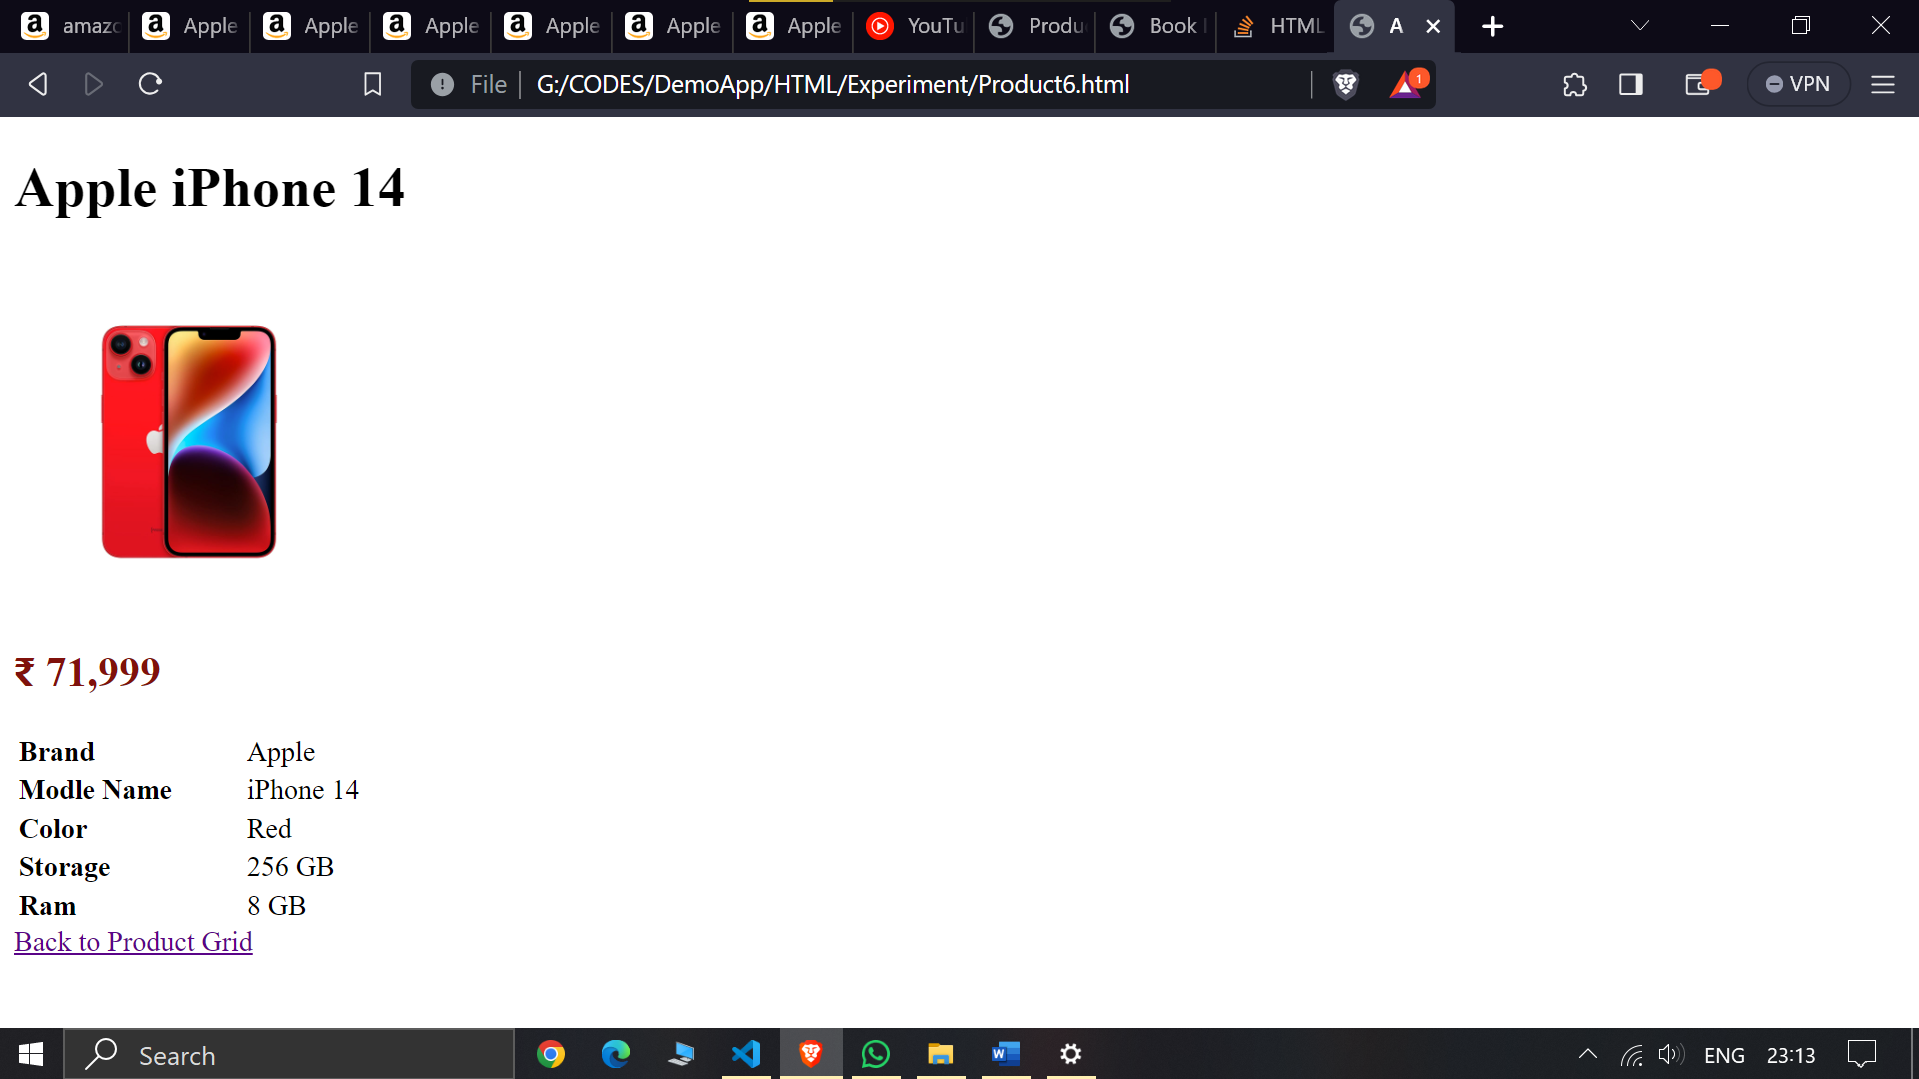 amazo Apple Apple Apple Apple Apple Apple YouTu Produ Book HTML A
File G:/CODES/DemoApp/HTML/Experiment/Product6.html 1 VPN
Apple iPhone 14
₹ 71,999
Brand Apple
Modle Name iPhone 14
Color Red
Storage 256 GB
Ram 8 GB
Back to Product Grid
Search ENG 23:13